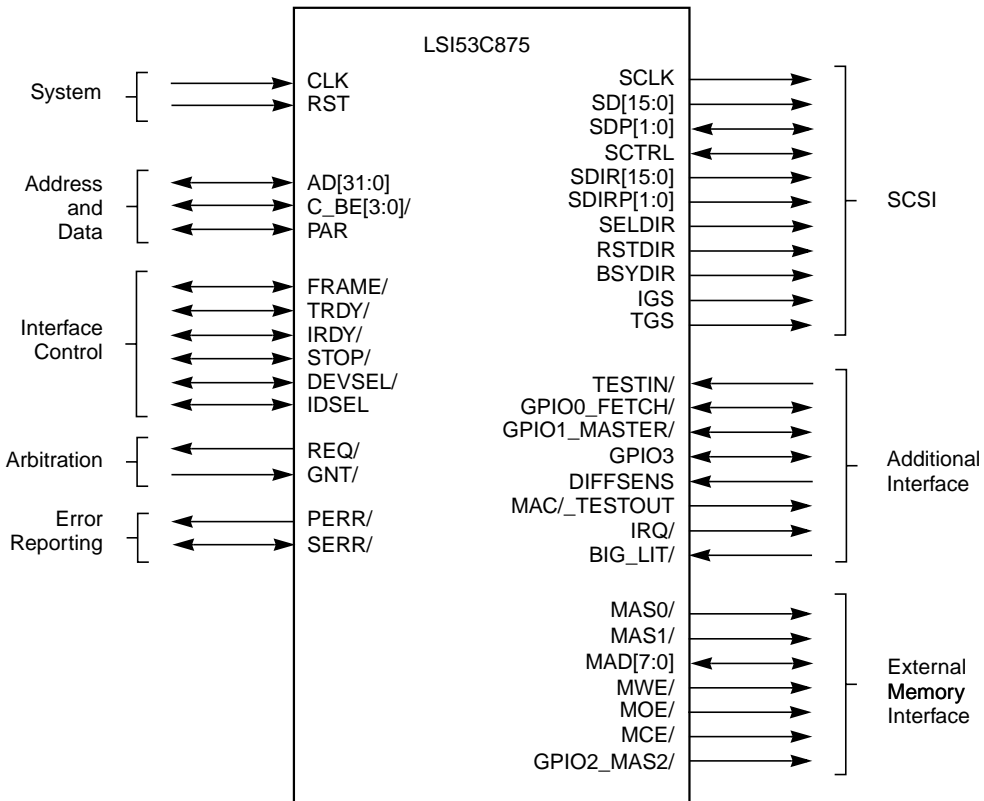 LSI53C875
System
CLK
RST
Address
and
Data
AD[31:0]
C_BE[3:0]/
PAR
Interface
Control
FRAME/
TRDY/
IRDY/
STOP/
DEVSEL/
IDSEL
Arbitration
REQ/
GNT/
Error
Reporting
PERR/
SERR/
SCLK
SD[15:0]
SDP[1:0]
SCTRL
SDIR[15:0]
SDIRP[1:0]
SELDIR
RSTDIR
BSYDIR
IGS
TGS
SCSI
TESTIN/
GPIO0_FETCH/
GPIO1_MASTER/
GPIO3
DIFFSENS
MAC/_TESTOUT
IRQ/
BIG_LIT/
Additional
Interface
MAS0/
MAS1/
MAD[7:0]
MWE/
MOE/
MCE/
GPIO2_MAS2/
External
Memory
Interface